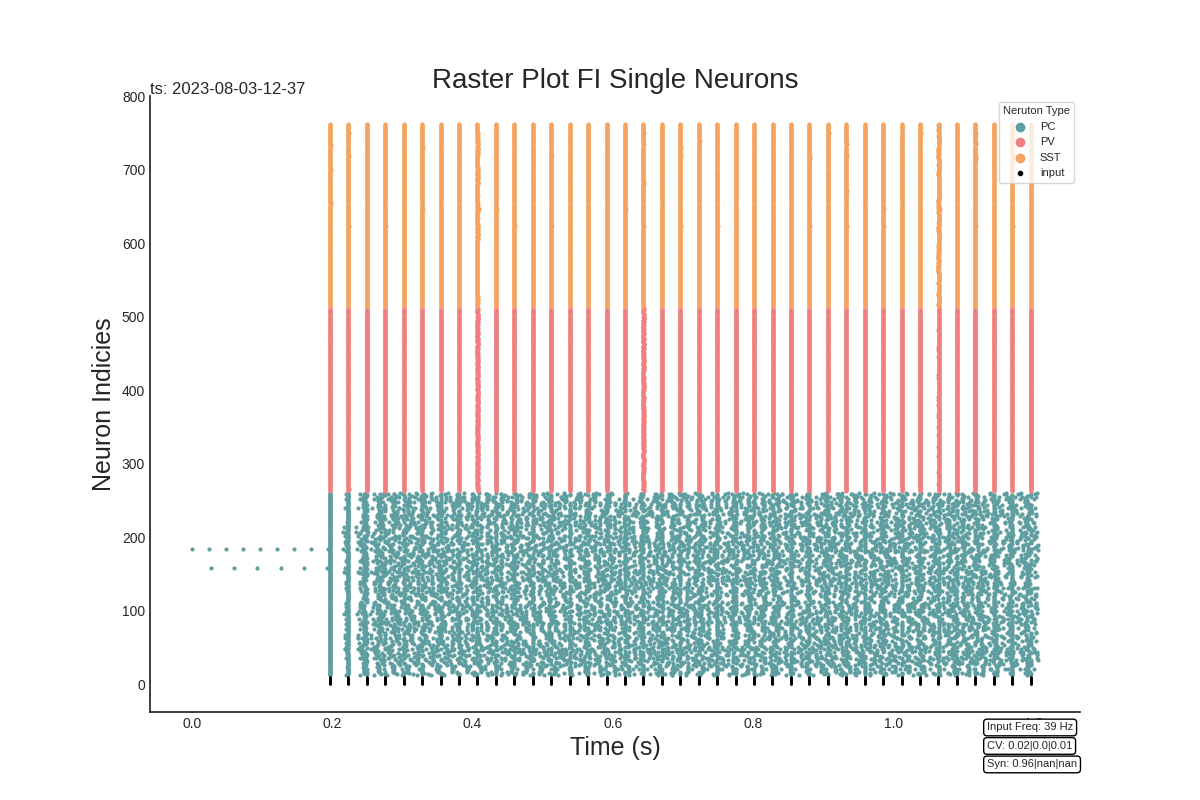 Raster Plot FI Single Neurons
ts: 2023-08-03-12-37
Neruton Type
PC
PV
SST
input
800
700
600
500
400
300
200
100
0
Neuron Indicies
0.0 0.2 0.4 0.6 0.8 1.0
Time (s)
Input Freq: 39 Hz
CV: 0.02|0.0|0.01
Syn: 0.96|nan|nan